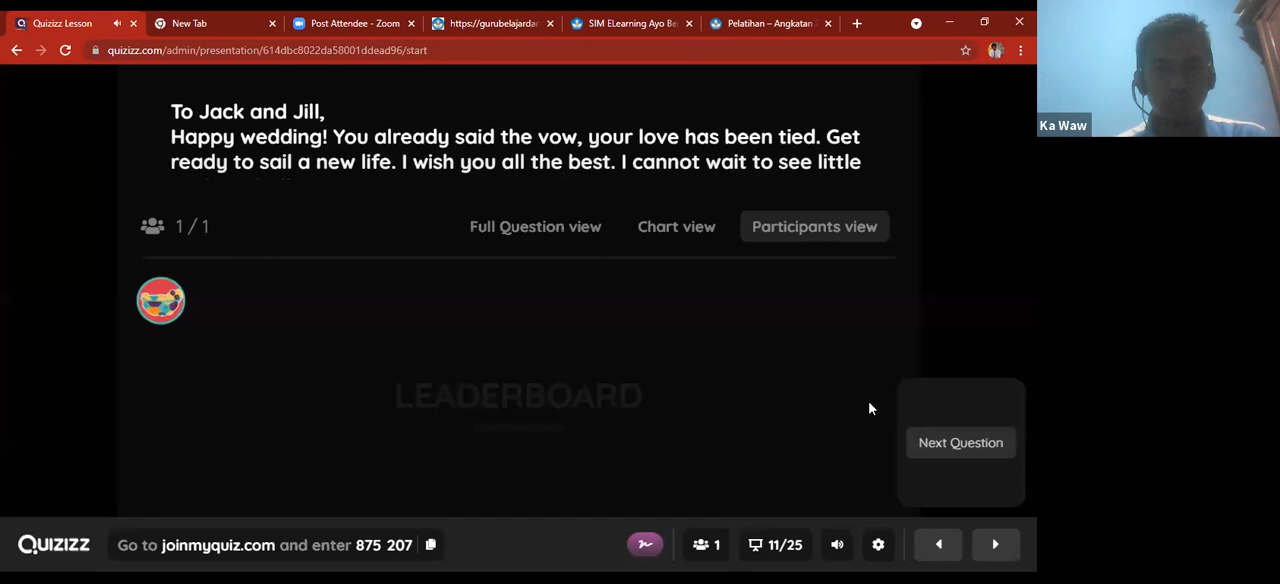 Quizizz Lesson
New Tab
Post Attendee - Zoom
https://gurubelajardar
SIM ELearning Ayo Be
Pelatihan – Angkatan
quizizz.com/admin/presentation/614dbc8022da58001ddead96/start
Ka Waw
To Jack and Jill,
Happy wedding! You already said the vow, your love has been tied. Get
ready to sail a new life. I wish you all the best. I cannot wait to see little
1 / 1
Full Question view
Chart view
Participants view
LEADERBOARD
Next Question
Quizizz
Go to joinmyquiz.com and enter 875 207
1
11/25